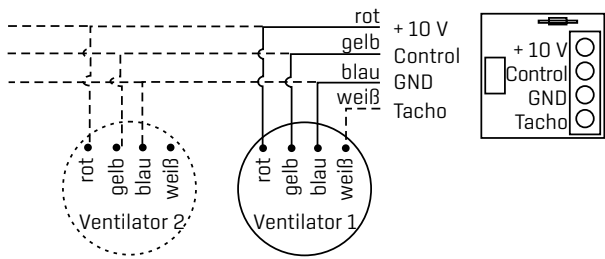 rot + 10 V
gelb Control
blau GND
weiß Tacho
+ 10 V
Control
GND
Tacho
rot gelb blau weiß
Ventilator 2
rot gelb blau weiß
Ventilator 1